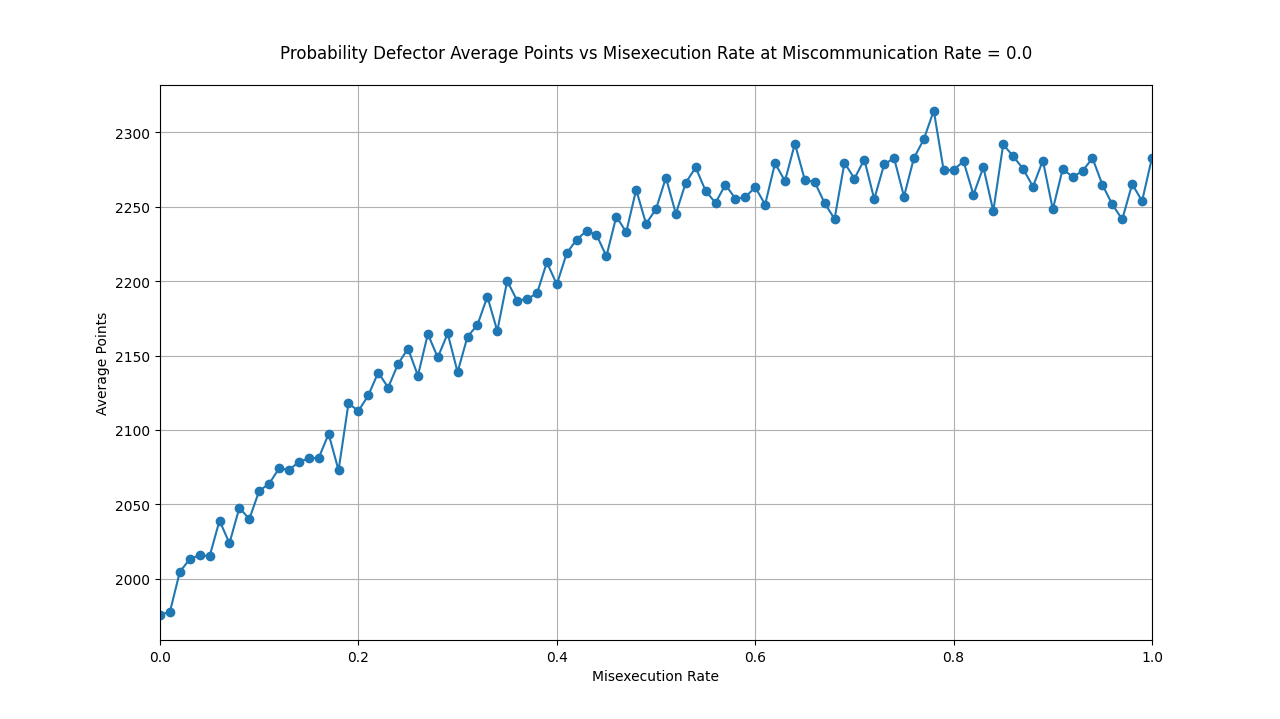 Probability Defector Average Points vs Misexecution Rate at Miscommunication Rate = 0.0
2300
2250
2200
2150
2100
2050
2000
Average Points
0.0 0.2 0.4 0.6 0.8 1.0
Misexecution Rate